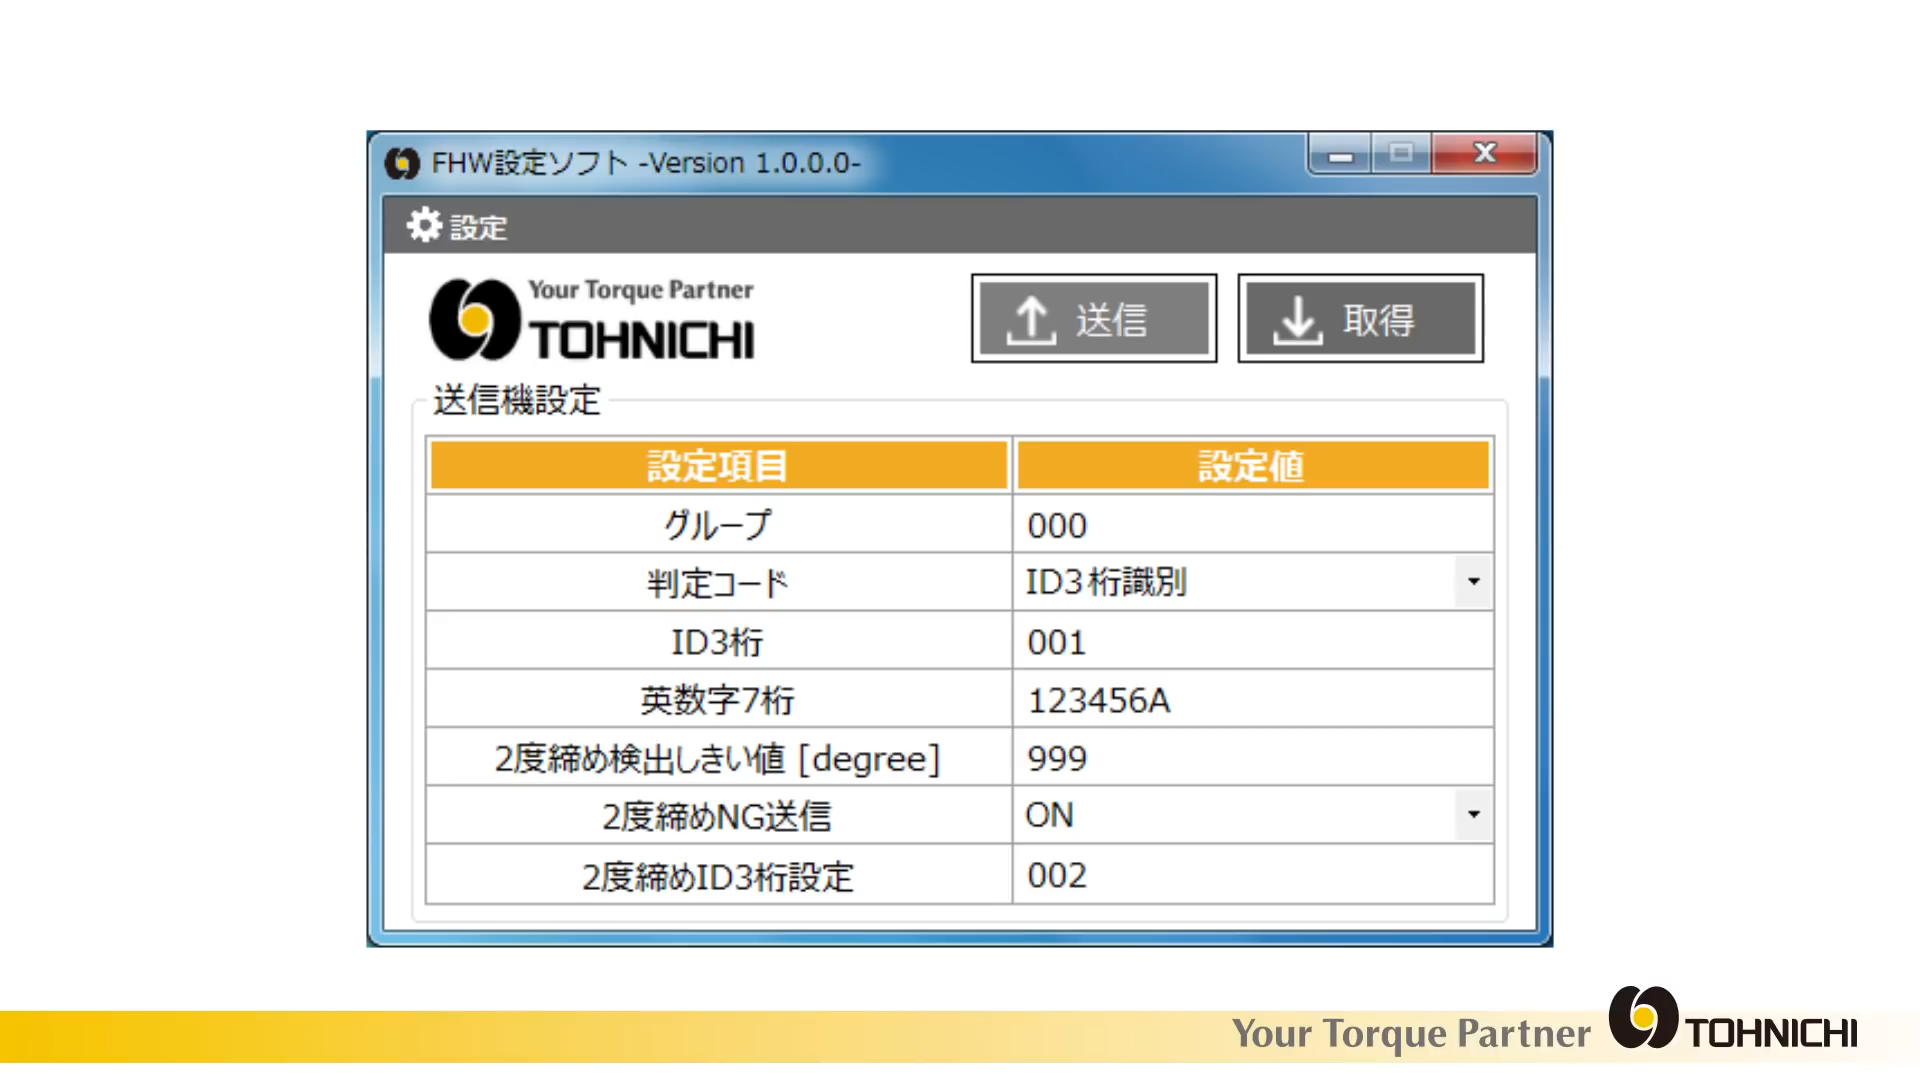 FHW設定ソフト -Version 1.0.0.0-
設定
Your Torque Partner
TOHNICHI
送信
取得
送信機設定
設定項目 設定値
グループ 000
判定コード ID3桁識別
ID3桁 001
英数字7桁 123456A
2度締め検出しきい値 [degree] 999
2度締めNG送信 ON
2度締めID3桁設定 002
Your Torque Partner TOHNICHI